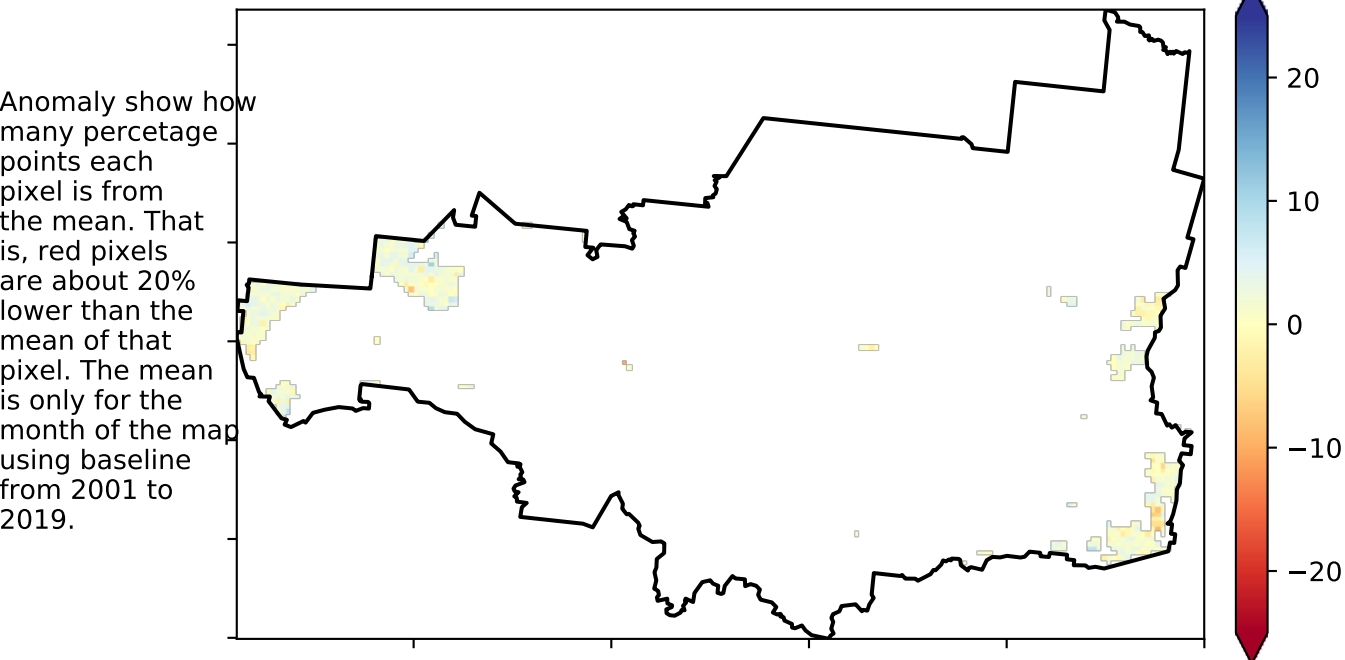 Anomaly show how
many percetage
points each
pixel is from
the mean. That
is, red pixels
are about 20%
lower than the
mean of that
pixel. The mean
is only for the
month of the map
using baseline
from 2001 to
2019.
20
10
0
−10
−20